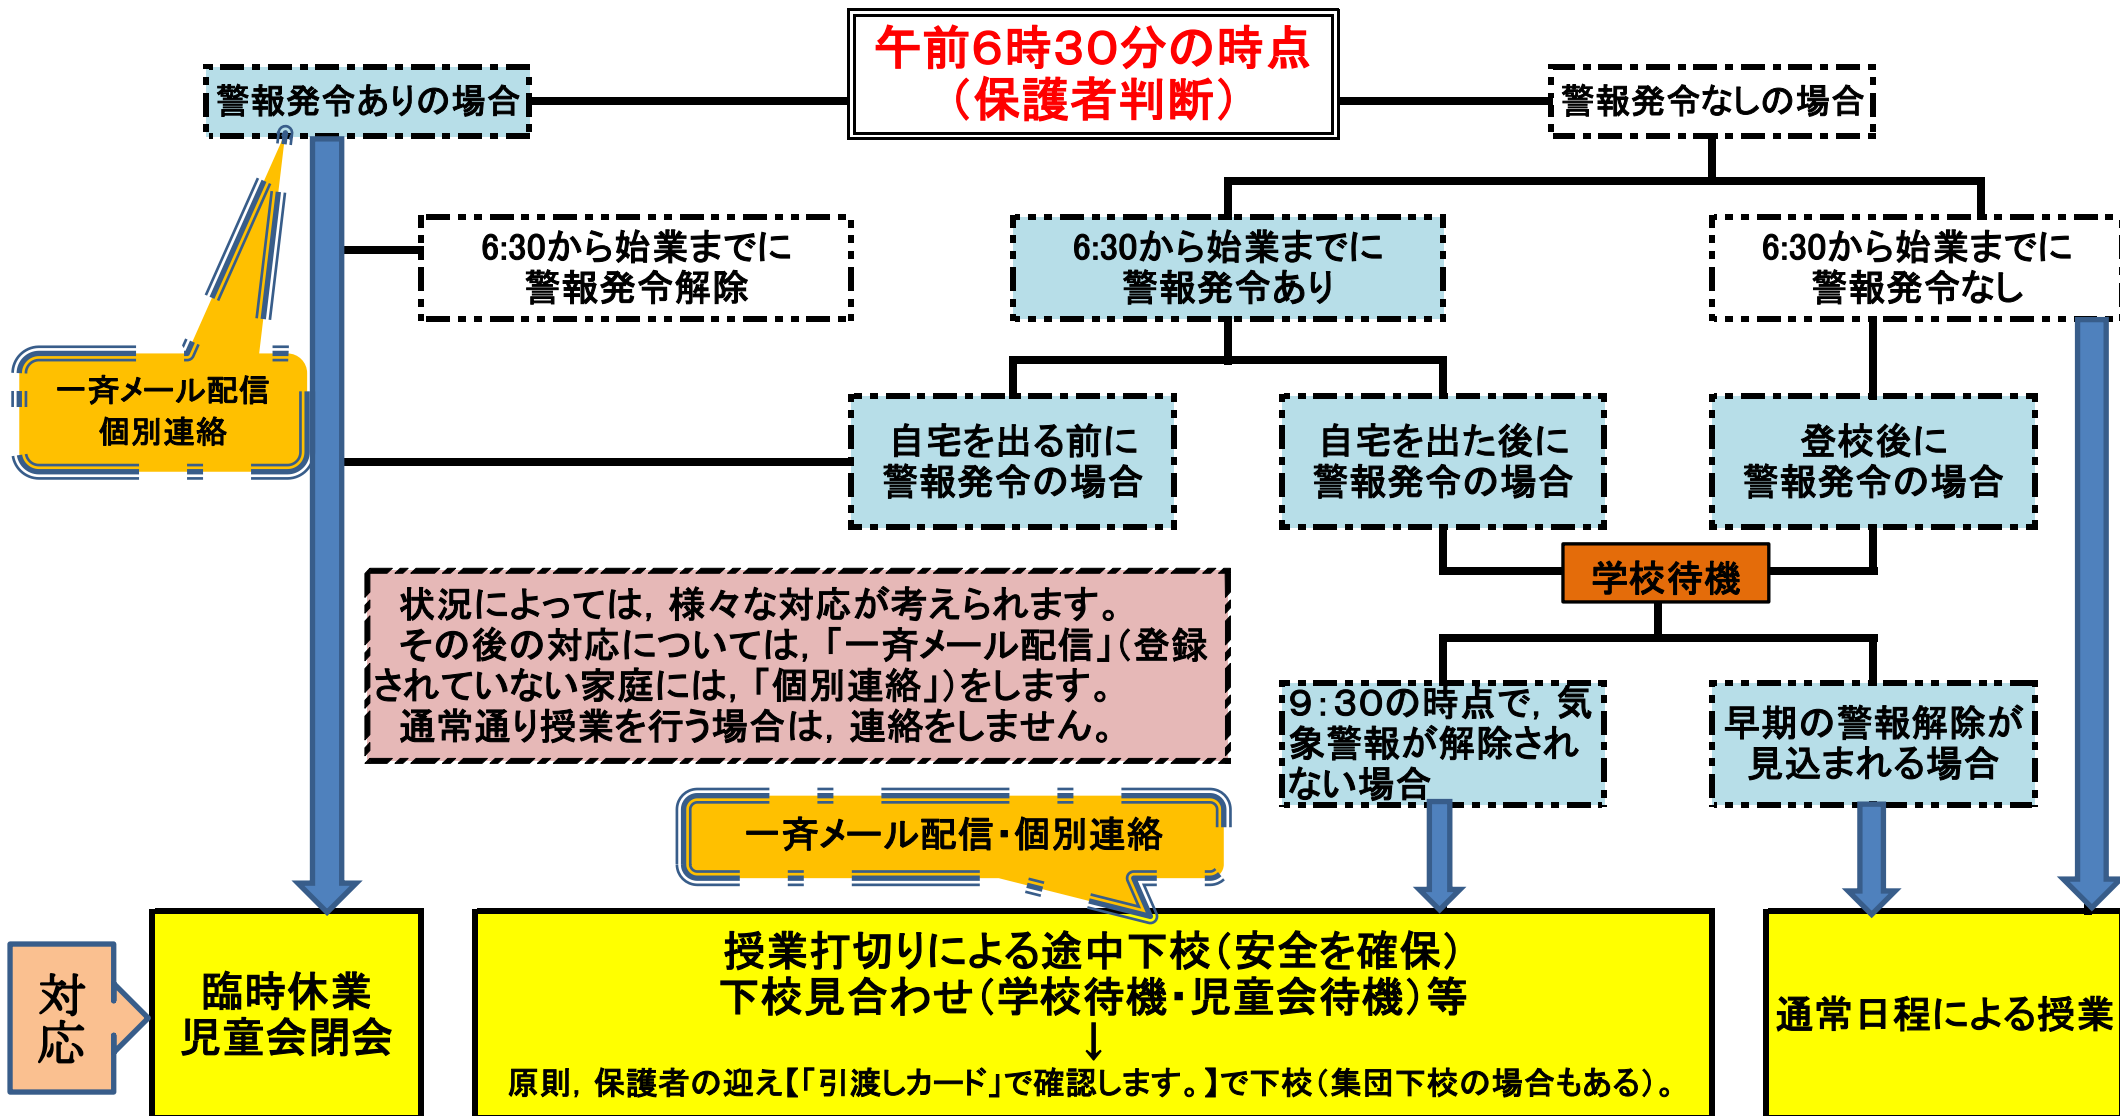 午前6時30分の時点
（保護者判断）
警報発令ありの場合
警報発令なしの場合
6:30から始業までに
警報発令解除
6:30から始業までに
警報発令あり
6:30から始業までに
警報発令なし
一斉メール配信
個別連絡
自宅を出る前に
警報発令の場合
自宅を出た後に
警報発令の場合
登校後に
警報発令の場合
学校待機
状況によっては，様々な対応が考えられます。
その後の対応については，「一斉メール配信」（登録
されていない家庭には，「個別連絡」）をします。
通常通り授業を行う場合は，連絡をしません。
9：30の時点で，気
象警報が解除され
ない場合
早期の警報解除が
見込まれる場合
一斉メール配信・個別連絡
対
応
臨時休業
児童会閉会
授業打切りによる途中下校（安全を確保）
下校見合わせ（学校待機・児童会待機）等
↓
原則，保護者の迎え【「引渡しカード」で確認します。】で下校（集団下校の場合もある）。
通常日程による授業